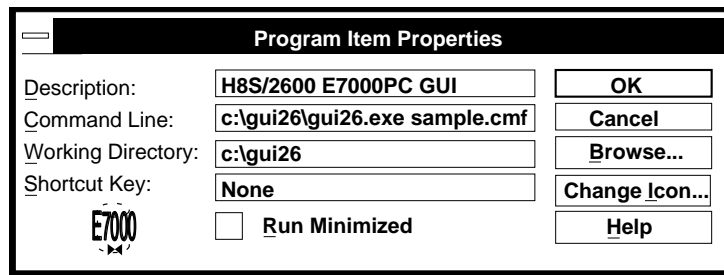 Program Item Properties
Description: H8S/2600 E7000PC GUI OK
Command Line: c:\gui26\gui26.exe sample.cmf Cancel
Working Directory: c:\gui26 Browse...
Shortcut Key: None Change Icon...
E7000 Run Minimized Help